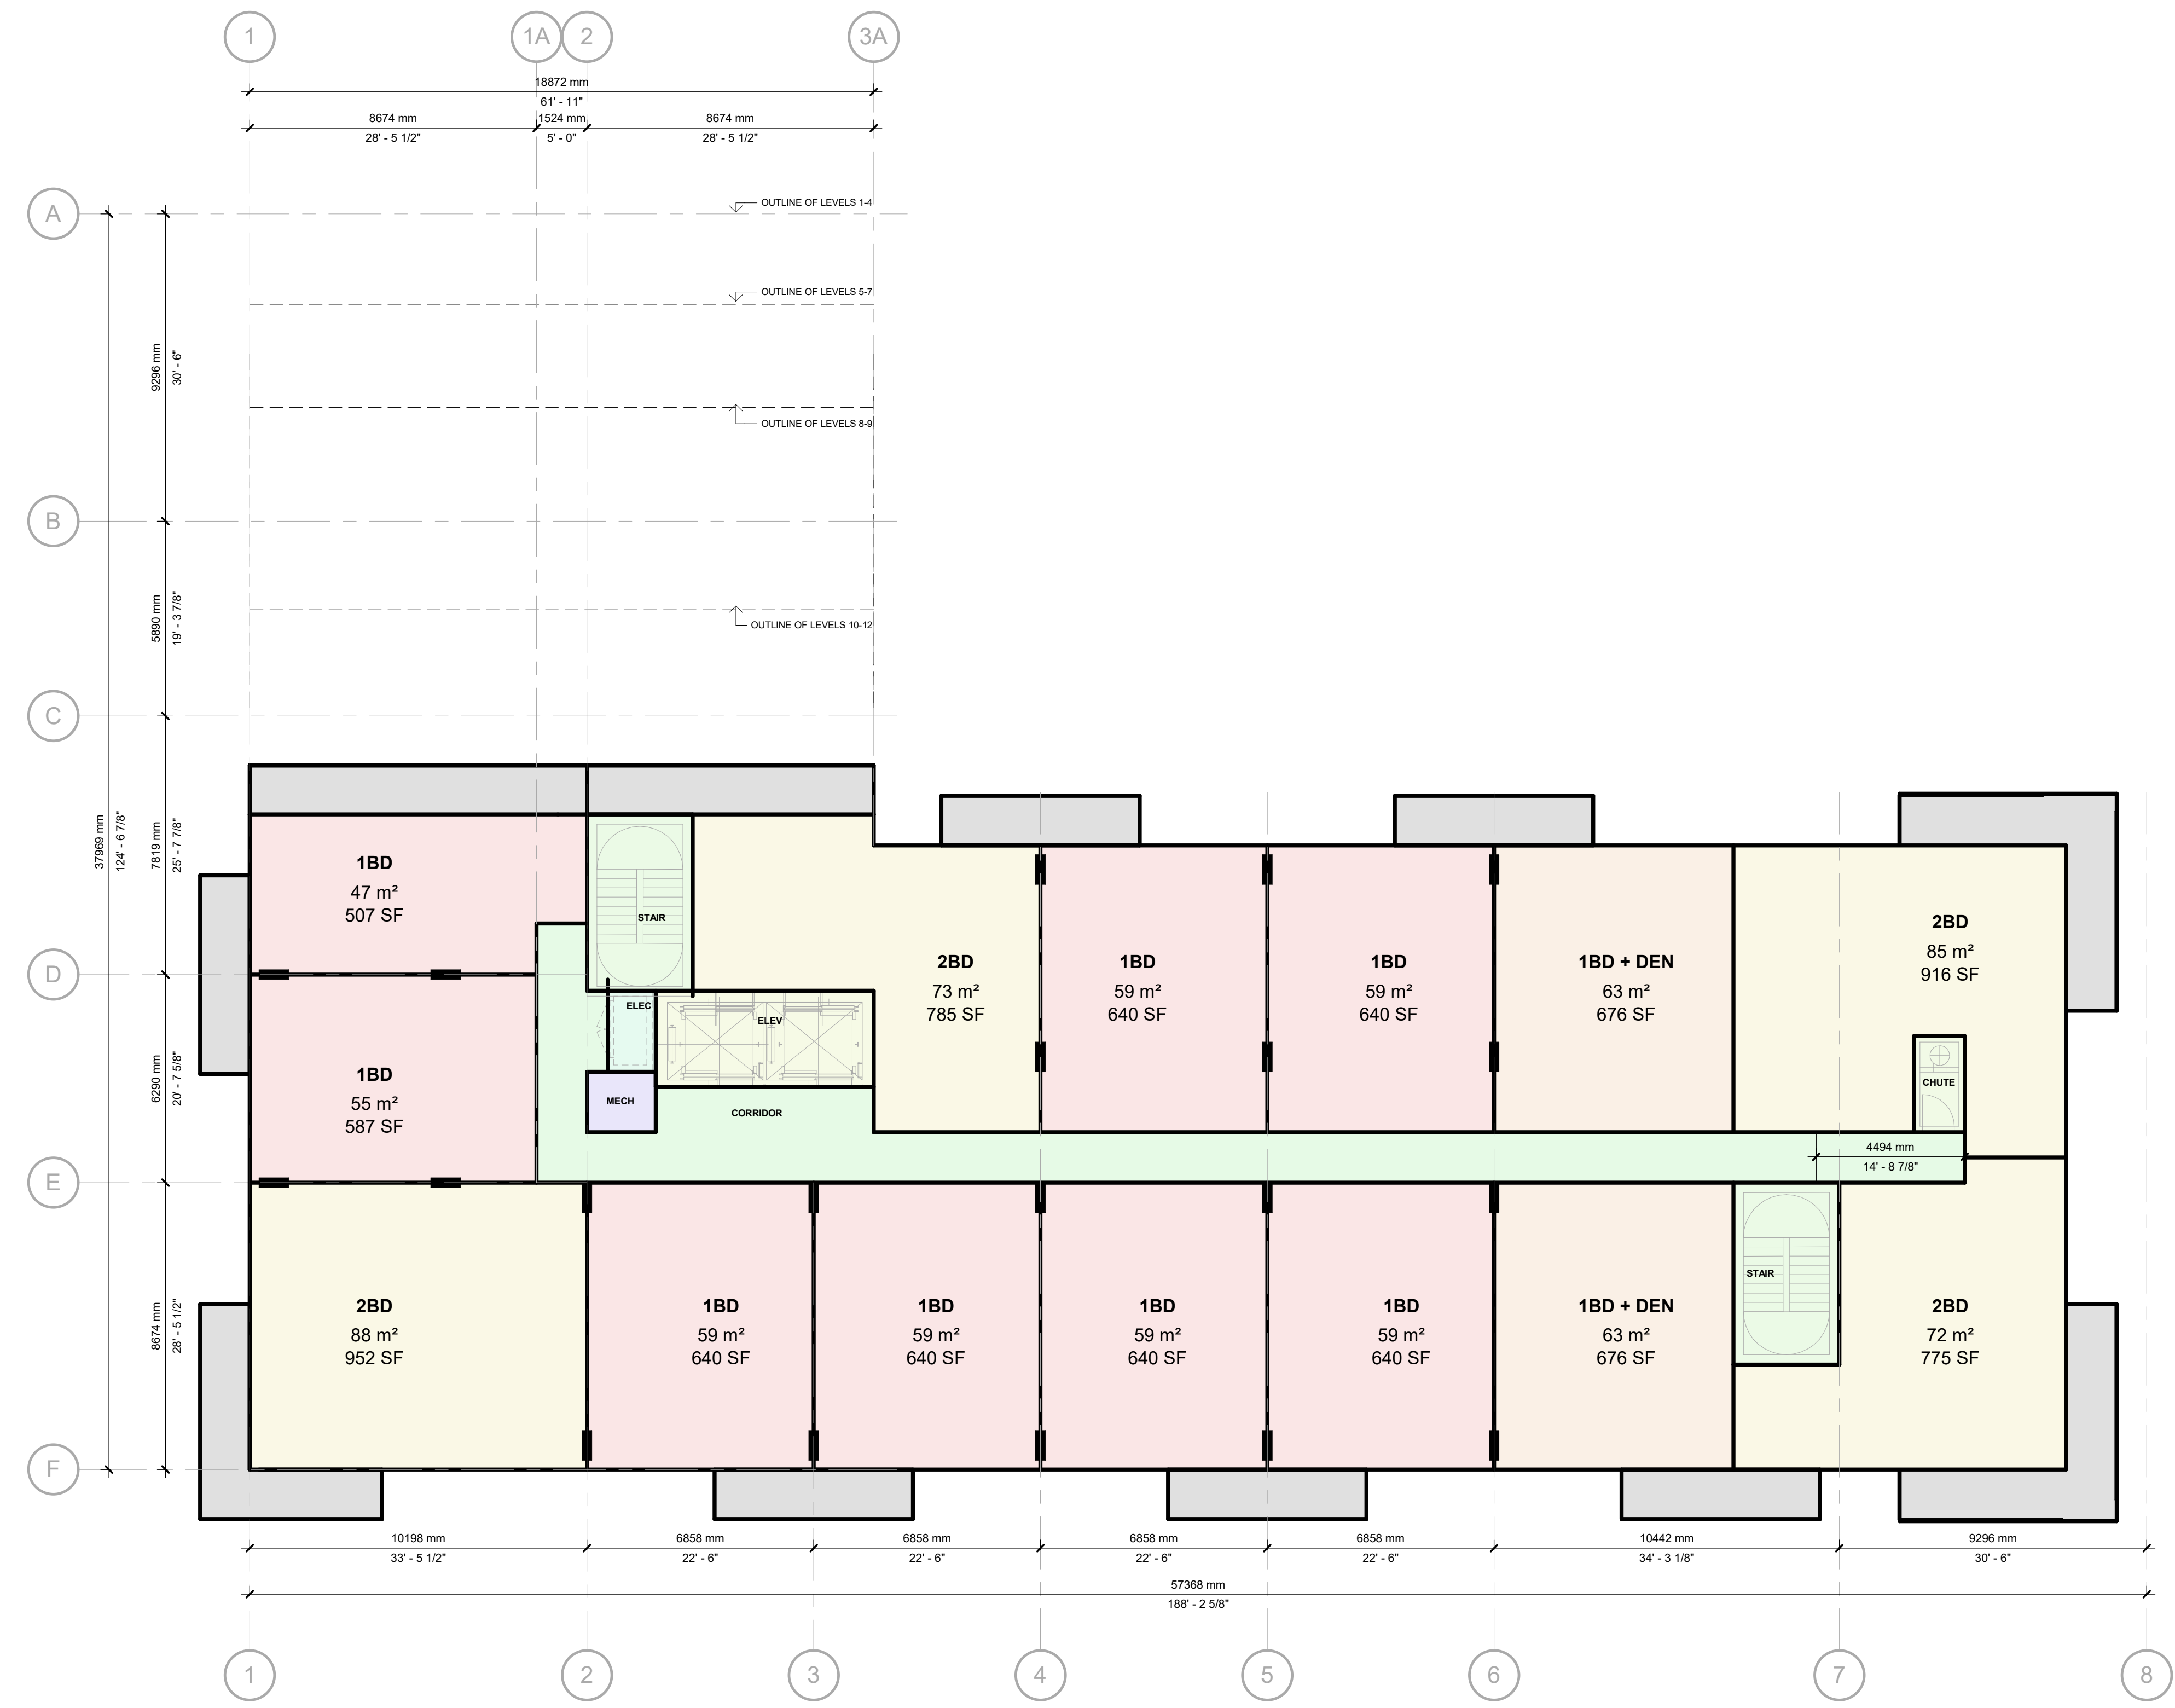 1
1A
2
3A
18872 mm
61' - 11"
8674 mm
1524 mm
8674 mm
28' - 5 1/2"
5' - 0"
28' - 5 1/2"
A
OUTLINE OF LEVELS 1-4
OUTLINE OF LEVELS 5-7
9296 mm
30' - 6"
OUTLINE OF LEVELS 8-9
B
5890 mm
19' - 3 7/8"
OUTLINE OF LEVELS 10-12
C
37969 mm
124' - 6 7/8"
7819 mm
25' - 7 7/8"
1BD
47 m²
507 SF
STAIR
2BD
73 m²
785 SF
1BD
59 m²
640 SF
1BD
59 m²
640 SF
1BD + DEN
63 m²
676 SF
2BD
85 m²
916 SF
D
ELEC
ELEV
6290 mm
20' - 7 5/8"
1BD
55 m²
587 SF
MECH
CORRIDOR
CHUTE
4494 mm
14' - 8 7/8"
E
8674 mm
28' - 5 1/2"
2BD
88 m²
952 SF
1BD
59 m²
640 SF
1BD
59 m²
640 SF
1BD
59 m²
640 SF
1BD
59 m²
640 SF
1BD + DEN
63 m²
676 SF
STAIR
2BD
72 m²
775 SF
F
10198 mm
6858 mm
6858 mm
6858 mm
6858 mm
10442 mm
9296 mm
33' - 5 1/2"
22' - 6"
22' - 6"
22' - 6"
22' - 6"
34' - 3 1/8"
30' - 6"
57368 mm
188' - 2 5/8"
1
2
3
4
5
6
7
8